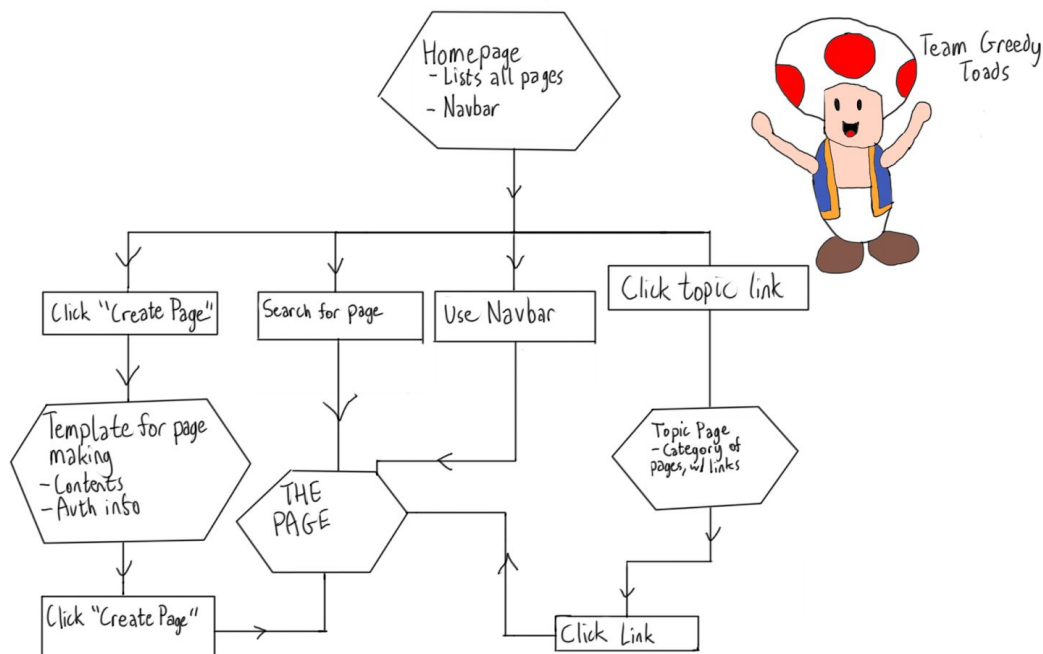 Homepage
- Lists all pages
- Navbar
Team Greedy
Toads
Click "Create Page"
Search for page
Use Navbar
Click topic link
Template for page
making
- Contents
- Auth info
THE
PAGE
Topic Page
- Category of
pages, w/ links
Click "Create Page"
Click Link